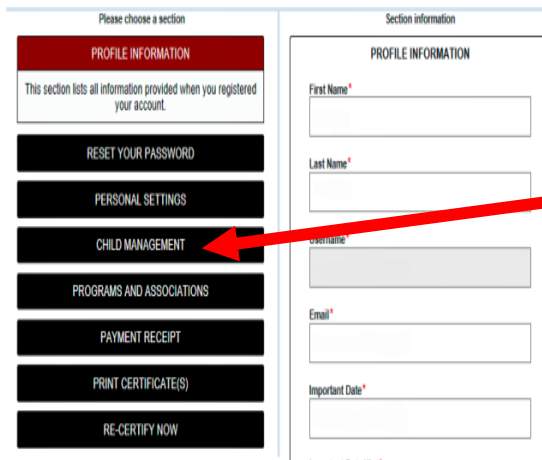 Please choose a section
PROFILE INFORMATION
This section lists all information provided when you registered
your account.
RESET YOUR PASSWORD
PERSONAL SETTINGS
CHILD MANAGEMENT
PROGRAMS AND ASSOCIATIONS
PAYMENT RECEIPT
PRINT CERTIFICATE(S)
RE-CERTIFY NOW
Section information
PROFILE INFORMATION
First Name*
Last Name*
Username*
Email*
Important Date*